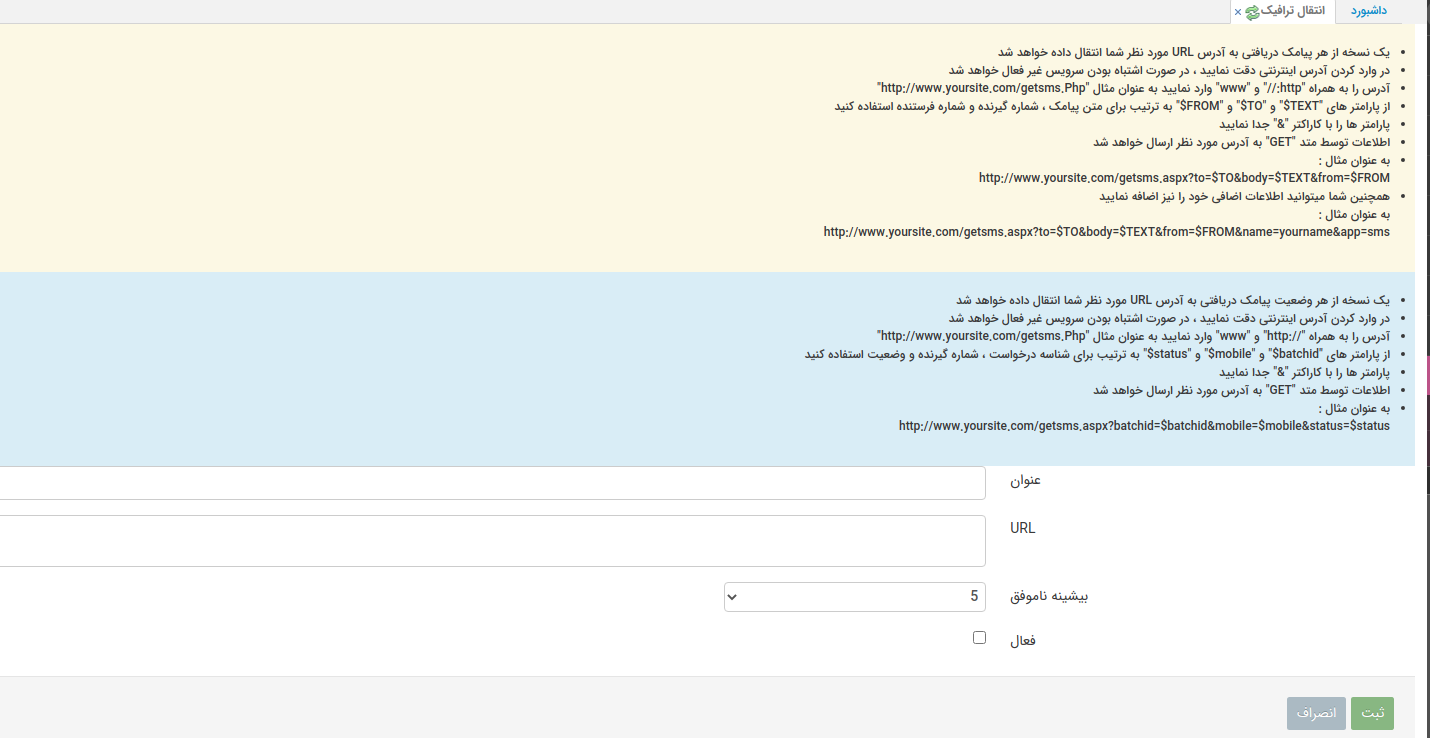 داشبورد
انتقال ترافیک ×
یک نسخه از هر پیامک دریافتی به آدرس URL مورد نظر شما انتقال داده خواهد شد
در وارد کردن آدرس اینترنتی دقت نمایید ، در صورت اشتباه بودن سرویس غیر فعال خواهد شد
آدرس را به همراه "http://" و "www" وارد نمایید به عنوان مثال "http://www.yoursite.com/getsms.Php"
از پارامتر های "TEXT$" و "TO$" و "FROM$" به ترتیب برای متن پیامک ، شماره گیرنده و شماره فرستنده استفاده کنید
پارامتر ها را با کاراکتر "&" جدا نمایید
اطلاعات توسط متد "GET" به آدرس مورد نظر ارسال خواهد شد
به عنوان مثال :
http://www.yoursite.com/getsms.aspx?to=$TO&body=$TEXT&from=$FROM
همچنین شما میتوانید اطلاعات اضافی خود را نیز اضافه نمایید
به عنوان مثال :
http://www.yoursite.com/getsms.aspx?to=$TO&body=$TEXT&from=$FROM&name=yourname&app=sms
یک نسخه از هر وضعیت پیامک دریافتی به آدرس URL مورد نظر شما انتقال داده خواهد شد
در وارد کردن آدرس اینترنتی دقت نمایید ، در صورت اشتباه بودن سرویس غیر فعال خواهد شد
آدرس را به همراه "http://" و "www" وارد نمایید به عنوان مثال "http://www.yoursite.com/getsms.Php"
از پارامتر های "batchid$" و "mobile$" و "status$" به ترتیب برای شناسه درخواست ، شماره گیرنده و وضعیت استفاده کنید
پارامتر ها را با کاراکتر "&" جدا نمایید
اطلاعات توسط متد "GET" به آدرس مورد نظر ارسال خواهد شد
به عنوان مثال :
http://www.yoursite.com/getsms.aspx?batchid=$batchid&mobile=$mobile&status=$status
عنوان
URL
بیشینه ناموفق 5
فعال
ثبت انصراف